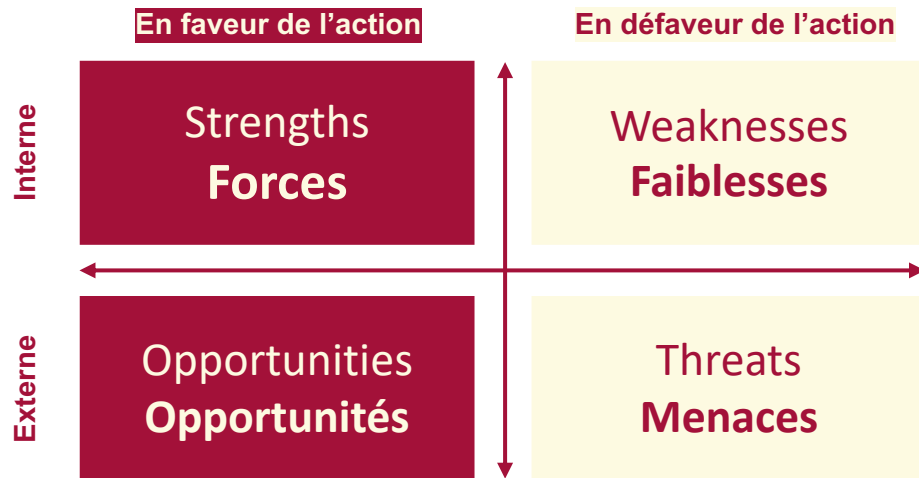 En faveur de l’action
En défaveur de l’action
Interne
Strengths
Forces
Weaknesses
Faiblesses
Externe
Opportunities
Opportunités
Threats
Menaces